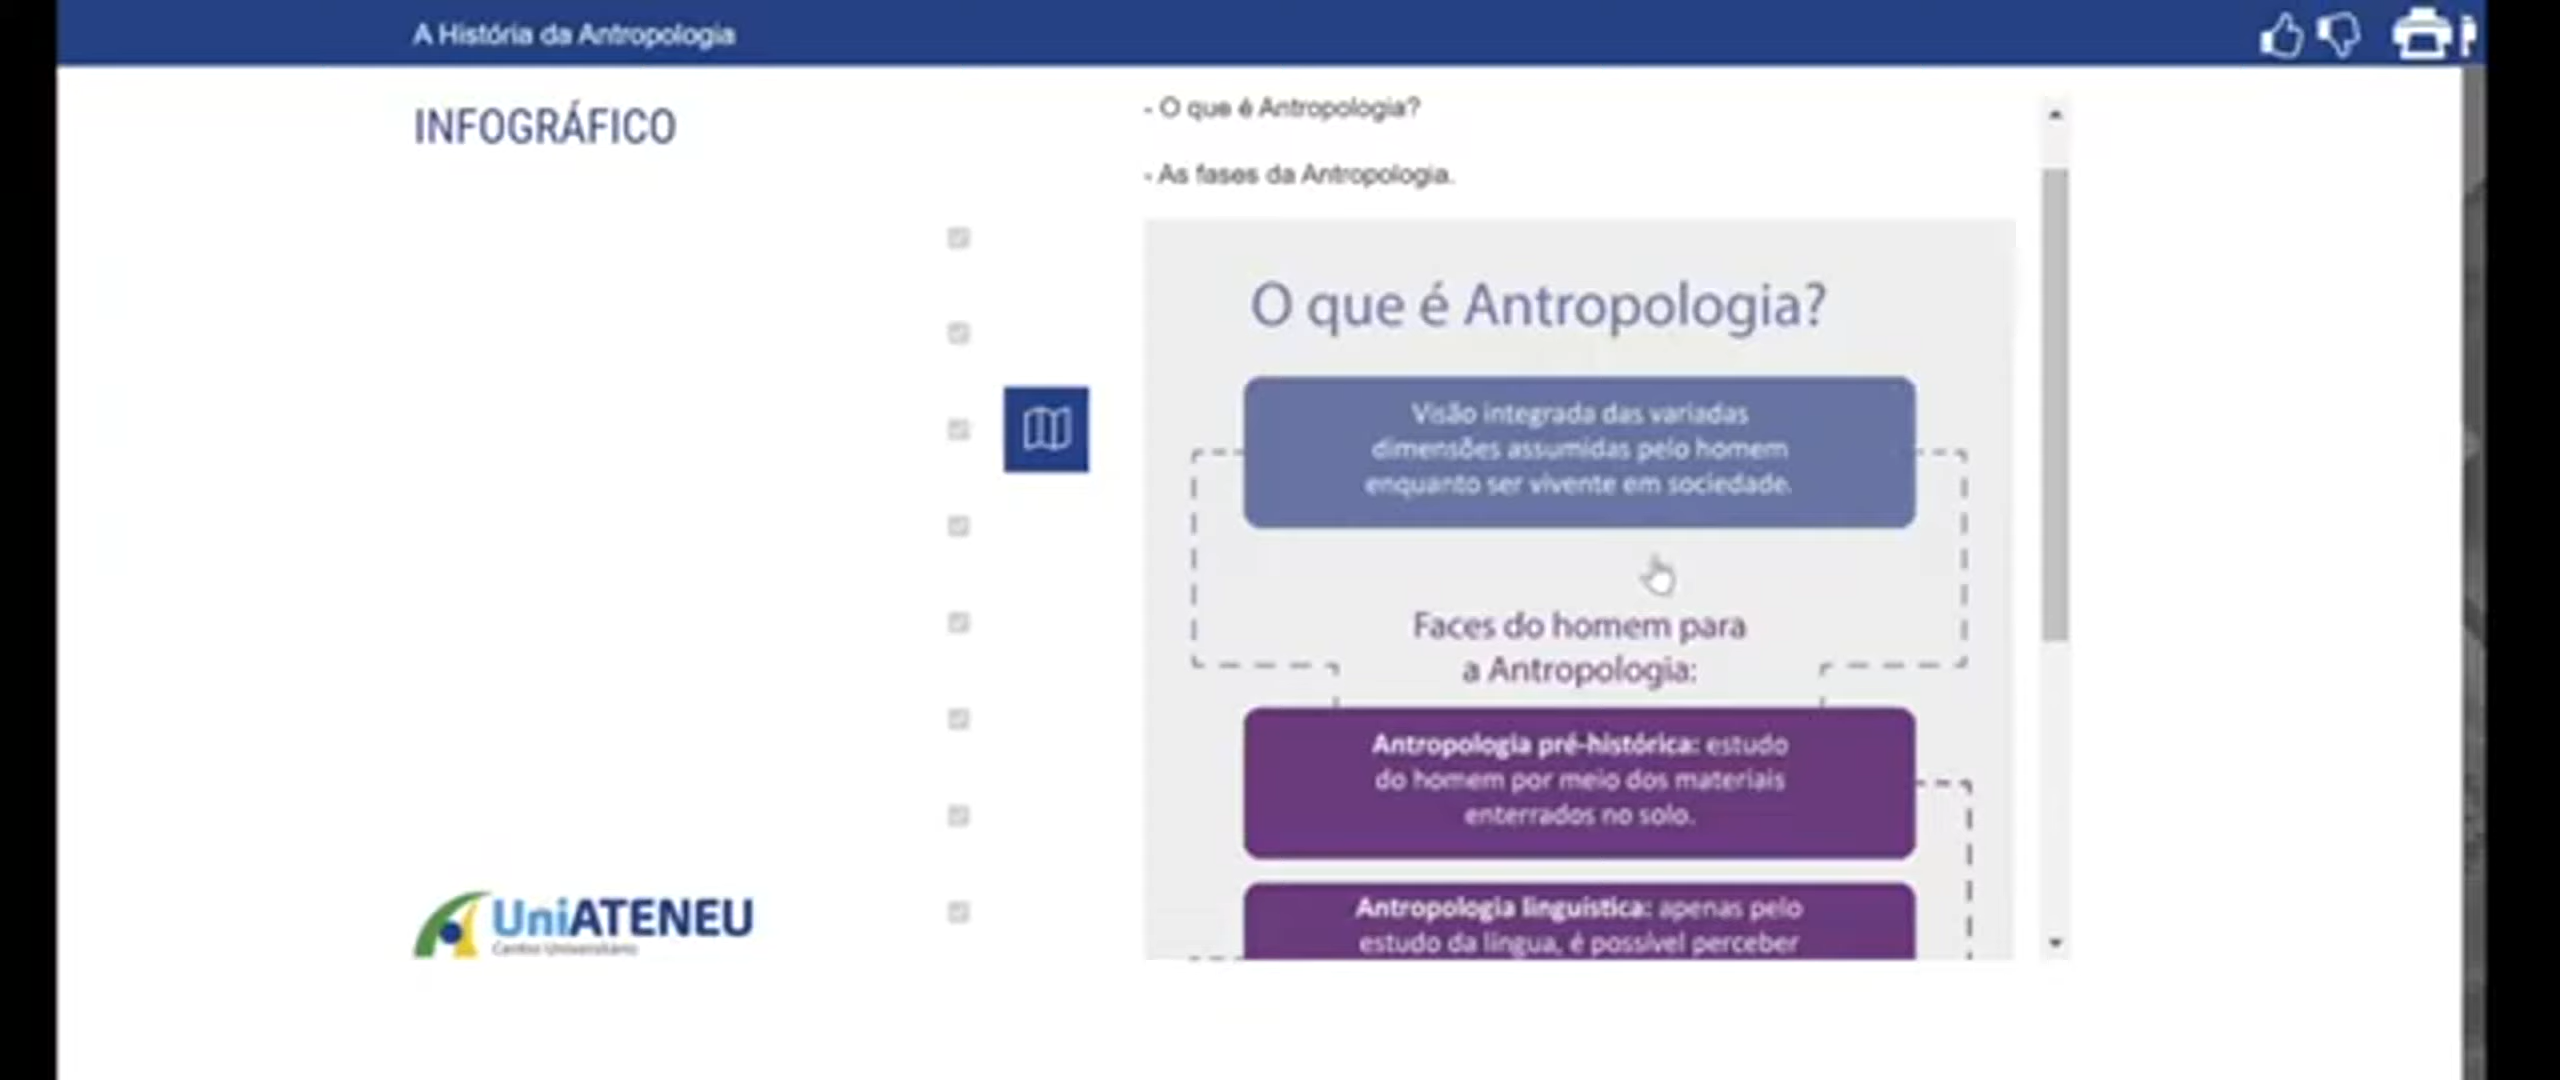 A História da Antropologia
INFOGRÁFICO
- O que é Antropologia?
- As fases da Antropologia.
O que é Antropologia?
Visão integrada das variadas
dimensões assumidas pelo homem
enquanto ser vivente em sociedade.
Faces do homem para
a Antropologia:
Antropologia pré-histórica: estudo
do homem por meio dos materiais
enterrados no solo.
Antropologia linguística: apenas pelo
estudo da língua, é possível perceber
UniATENEU
Centro Universitário